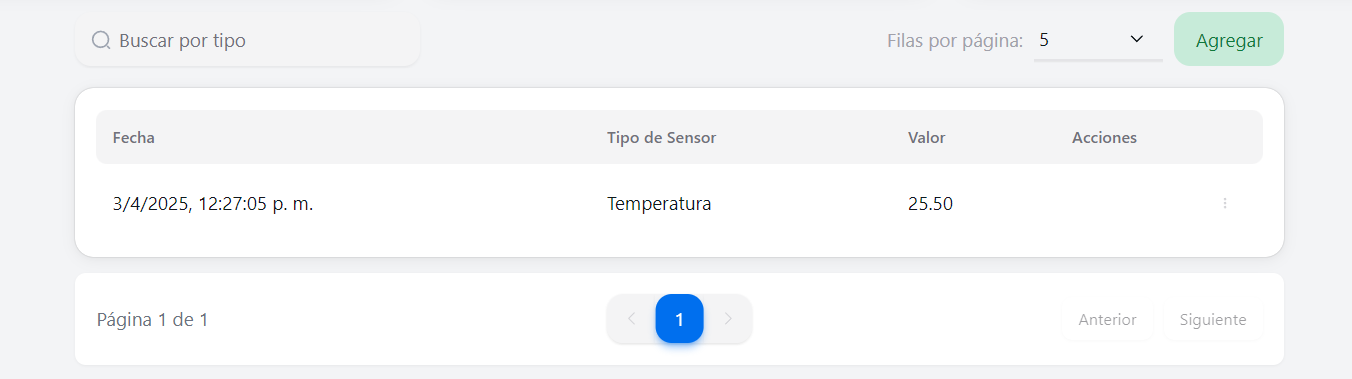 Buscar por tipo Filas por página: 5 Agregar
Fecha Tipo de Sensor Valor Acciones
3/4/2025, 12:27:05 p. m. Temperatura 25.50
Página 1 de 1 1 Anterior Siguiente